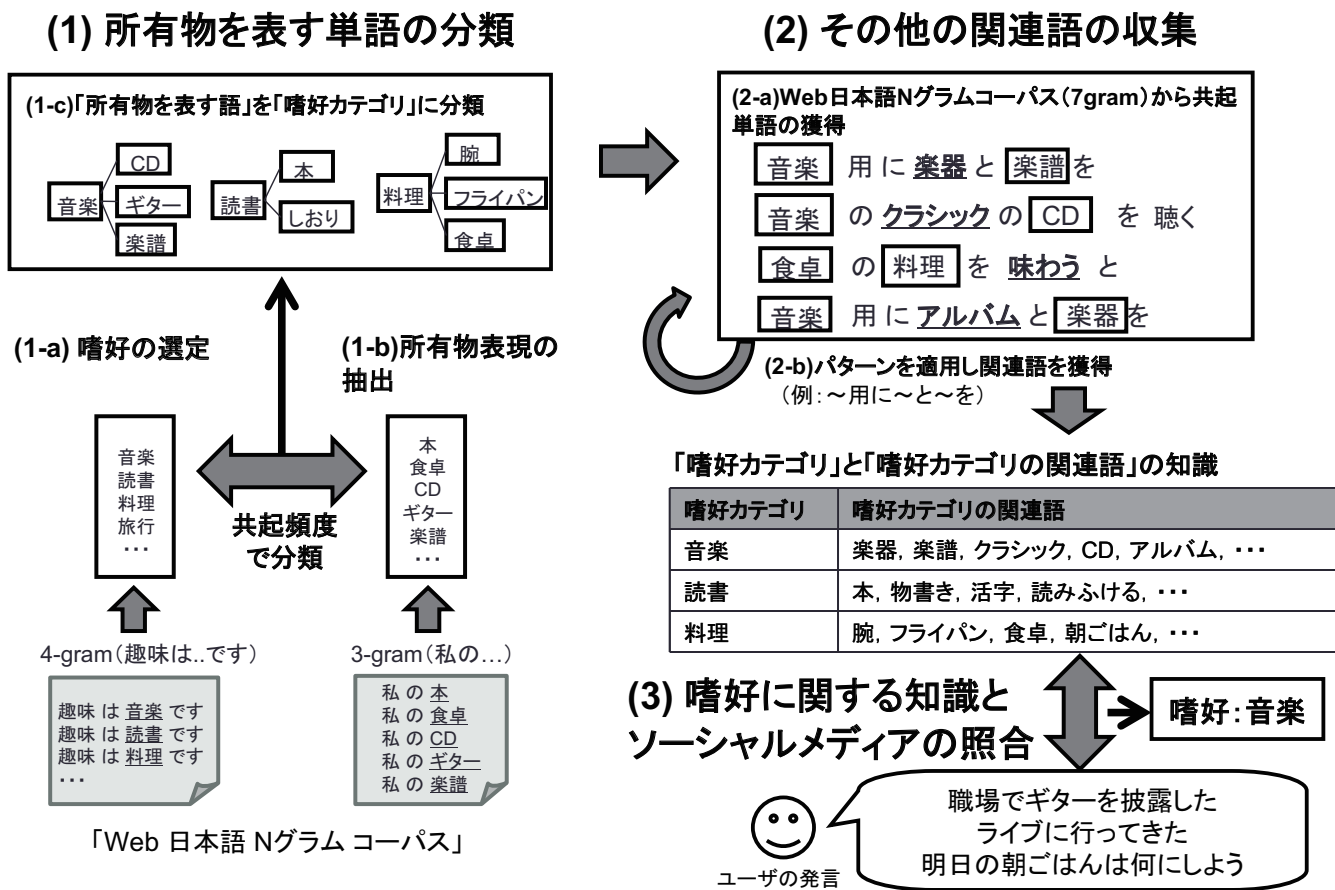 (1) 所有物を表す単語の分類
(1-c)「所有物を表す語」を「嗜好カテゴリ」に分類
音楽
CD
ギター
楽譜
読書
本
しおり
料理
腕
フライパン
食卓
(1-a) 嗜好の選定
(1-b)所有物表現の
抽出
音楽
読書
料理
旅行
・・・
共起頻度
で分類
本
食卓
CD
ギター
楽譜
・・・
4-gram(趣味は..です)
3-gram(私の…)
趣味 は 音楽 です
趣味 は 読書 です
趣味 は 料理 です
・・・
私 の 本
私 の 食卓
私 の CD
私 の ギター
私 の 楽譜
「Web 日本語 Nグラム コーパス」
(2) その他の関連語の収集
(2-a)Web日本語Nグラムコーパス(7gram)から共起
単語の獲得
音楽 用 に 楽器 と 楽譜 を
音楽 の クラシック の CD を 聴く
食卓 の 料理 を 味わう と
音楽 用 に アルバム と 楽器 を
(2-b)パターンを適用し関連語を獲得
(例:~用に~と~を)
「嗜好カテゴリ」と「嗜好カテゴリの関連語」の知識
嗜好カテゴリ 嗜好カテゴリの関連語
音楽 楽器, 楽譜, クラシック, CD, アルバム, ・・・
読書 本, 物書き, 活字, 読みふける, ・・・
料理 腕, フライパン, 食卓, 朝ごはん, ・・・
(3) 嗜好に関する知識と
ソーシャルメディアの照合
嗜好:音楽
職場でギターを披露した
ライブに行ってきた
明日の朝ごはんは何にしよう
ユーザの発言